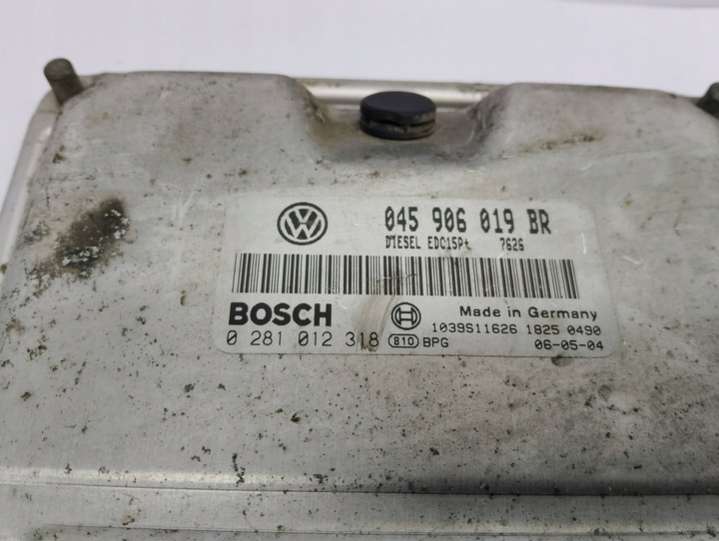 VW
045 906 019 BR
DIESEL EDC15P+ 7626
BOSCH
Made in Germany
0 281 012 318
1039S11626 1825 0490
810 BPG 06-05-04